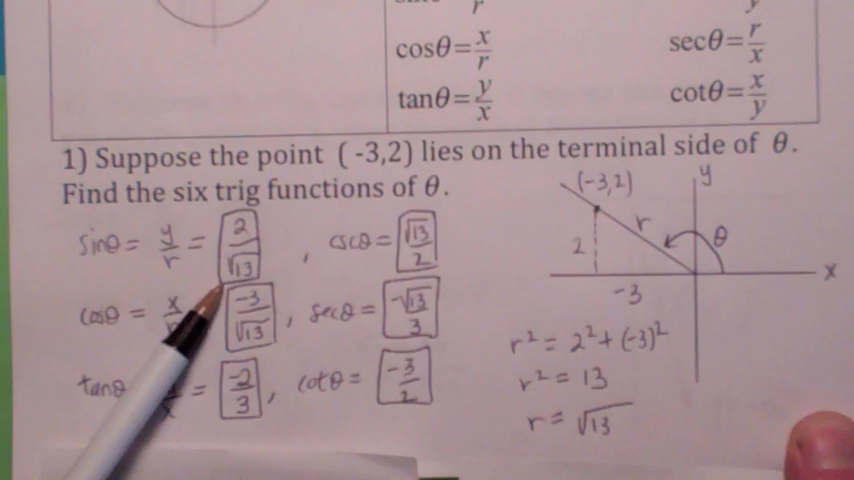 r
y
cosθ = x/r
secθ = r/x
tanθ = y/x
cotθ = x/y
1) Suppose the point ( -3,2) lies on the terminal side of θ.
Find the six trig functions of θ.
sinθ = y/r = 2/√13 , cscθ = √13/2
cosθ = x -3/√13 , secθ = -√13/3
tanθ x = -2/3 , cotθ = -3/2
(-3,2)
y
r
θ
2
x
-3
r² = 2² + (-3)²
r² = 13
r = √13